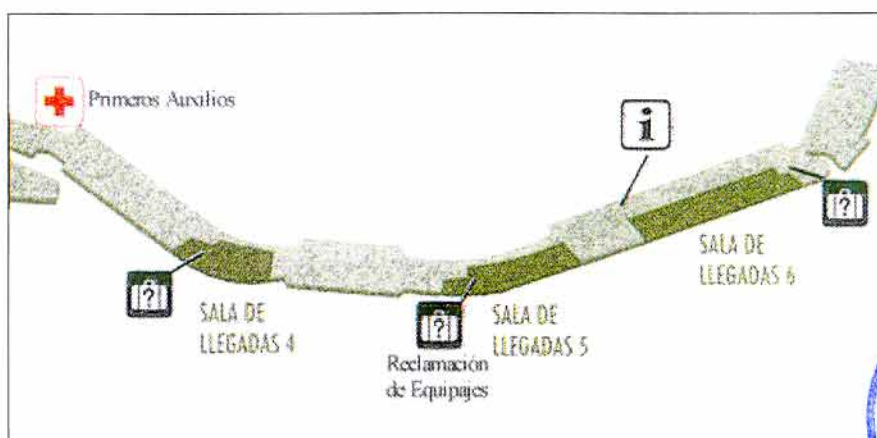 Primeros Auxilios
i
?
SALA DE
LLEGADAS 6
?
?
SALA DE
LLEGADAS 4
?
SALA DE
LLEGADAS 5
Reclamación
de Equipajes